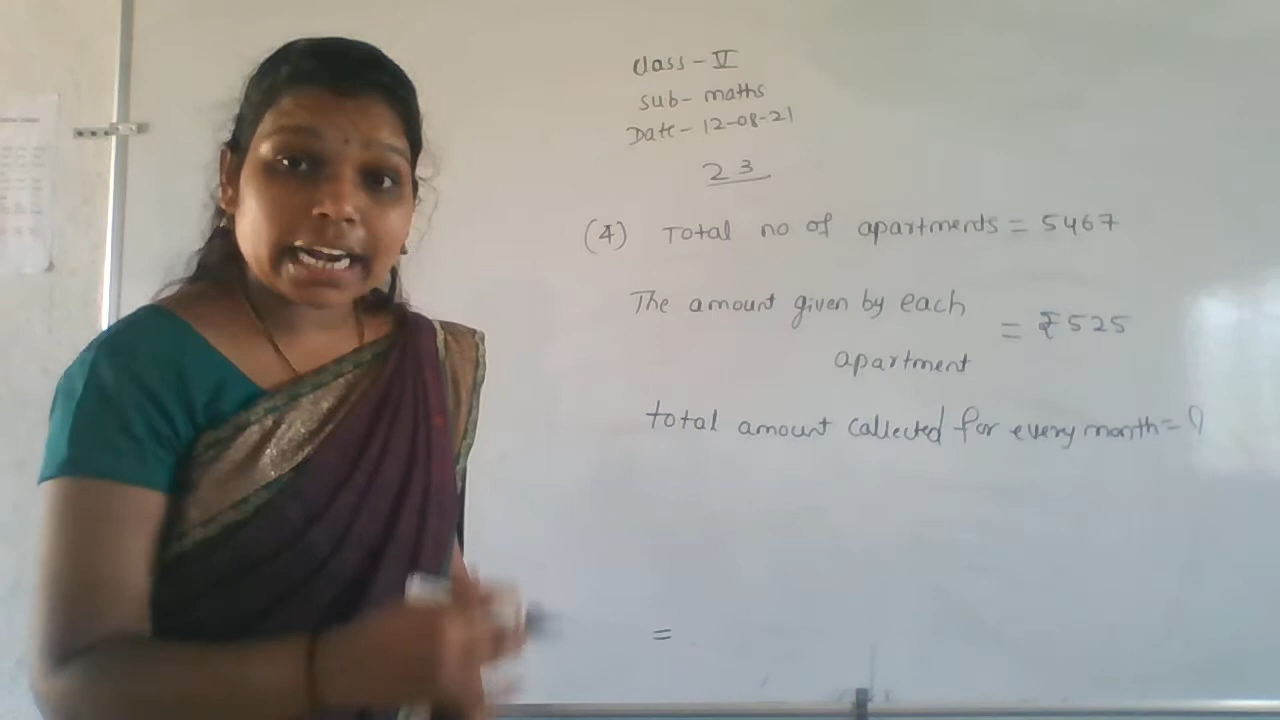 Class - V
Sub - maths
Date - 12-08-21
23
(4) Total no of apartments = 5467
The amount given by each
apartment = ₹525
total amount collected for every month = ?
=